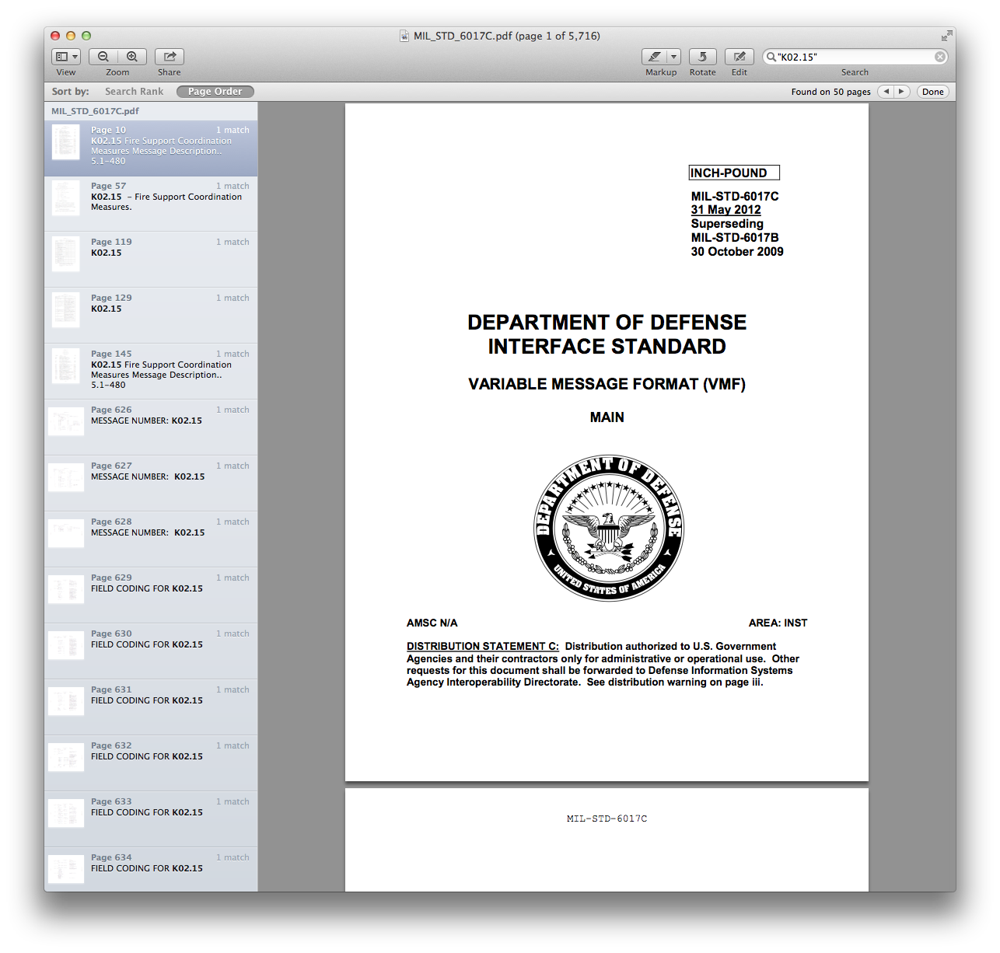 MIL_STD_6017C.pdf (page 1 of 5,716)
View
Zoom
Share
Markup
Rotate
Edit
"K02.15"
Search
Sort by:
Search Rank
Page Order
Found on 50 pages
Done
MIL_STD_6017C.pdf
Page 10 1 match
K02.15 Fire Support Coordination
Measures Message Description..
5.1-480
Page 57 1 match
K02.15 – Fire Support Coordination
Measures.
Page 119 1 match
K02.15
Page 129 1 match
K02.15
Page 145 1 match
K02.15 Fire Support Coordination
Measures Message Description..
5.1-480
Page 626 1 match
MESSAGE NUMBER: K02.15
Page 627 1 match
MESSAGE NUMBER: K02.15
Page 628 1 match
MESSAGE NUMBER: K02.15
Page 629 1 match
FIELD CODING FOR K02.15
Page 630 1 match
FIELD CODING FOR K02.15
Page 631 1 match
FIELD CODING FOR K02.15
Page 632 1 match
FIELD CODING FOR K02.15
Page 633 1 match
FIELD CODING FOR K02.15
Page 634 1 match
FIELD CODING FOR K02.15
INCH-POUND
MIL-STD-6017C
31 May 2012
Superseding
MIL-STD-6017B
30 October 2009
DEPARTMENT OF DEFENSE
INTERFACE STANDARD
VARIABLE MESSAGE FORMAT (VMF)
MAIN
DEPARTMENT OF DEFENSE
UNITED STATES OF AMERICA
AMSC N/A
AREA: INST
DISTRIBUTION STATEMENT C: Distribution authorized to U.S. Government
Agencies and their contractors only for administrative or operational use. Other
requests for this document shall be forwarded to Defense Information Systems
Agency Interoperability Directorate. See distribution warning on page iii.
MIL-STD-6017C